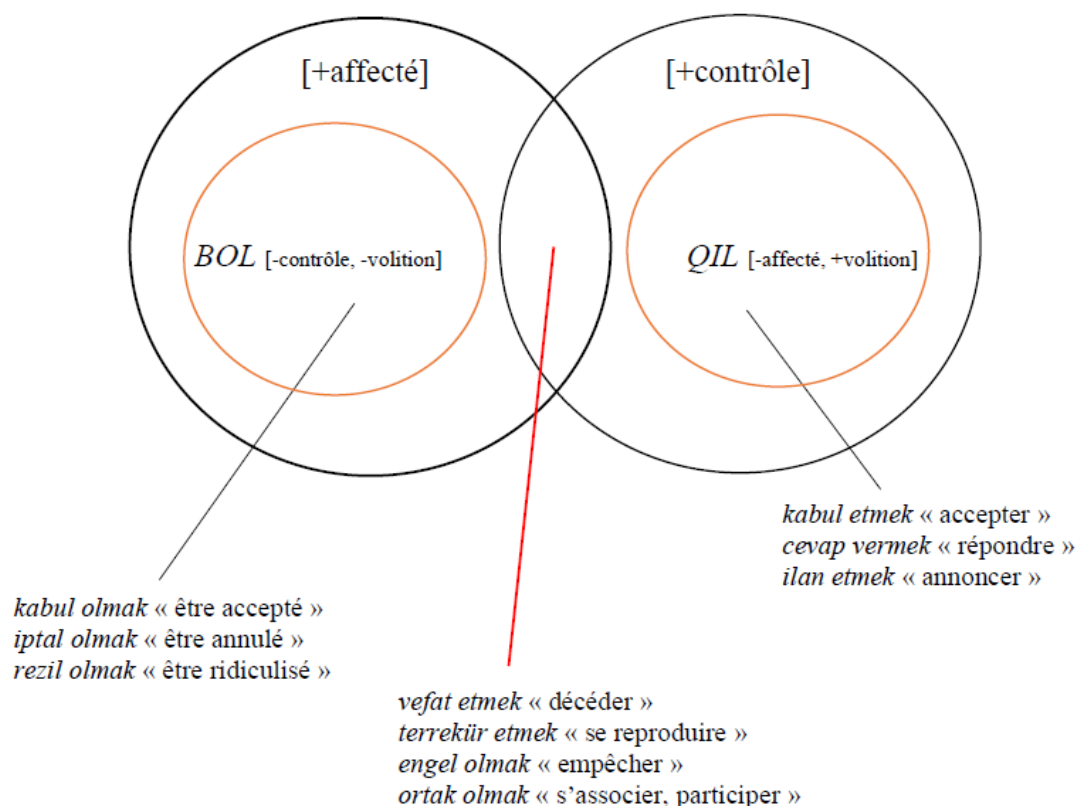 [+affecté]
[+contrôle]
BOL [-contrôle, -volition]
QIL [-affecté, +volition]
kabul etmek « accepter »
cevap vermek « répondre »
ilan etmek « annoncer »
kabul olmak « être accepté »
iptal olmak « être annulé »
rezil olmak « être ridiculisé »
vefat etmek « décéder »
terrekür etmek « se reproduire »
engel olmak « empêcher »
ortak olmak « s’associer, participer »